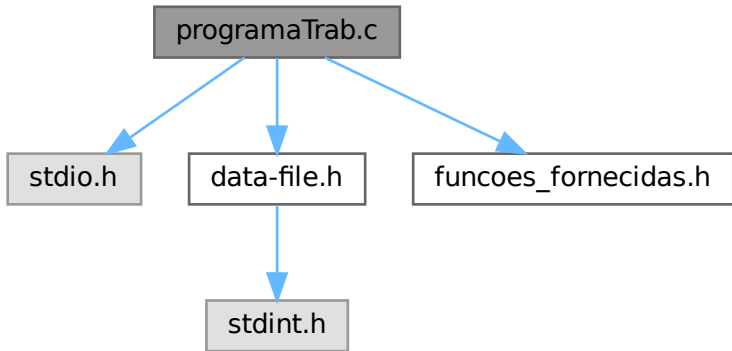 programaTrab.c
stdio.h
data-file.h
funcoes_fornecidas.h
stdint.h